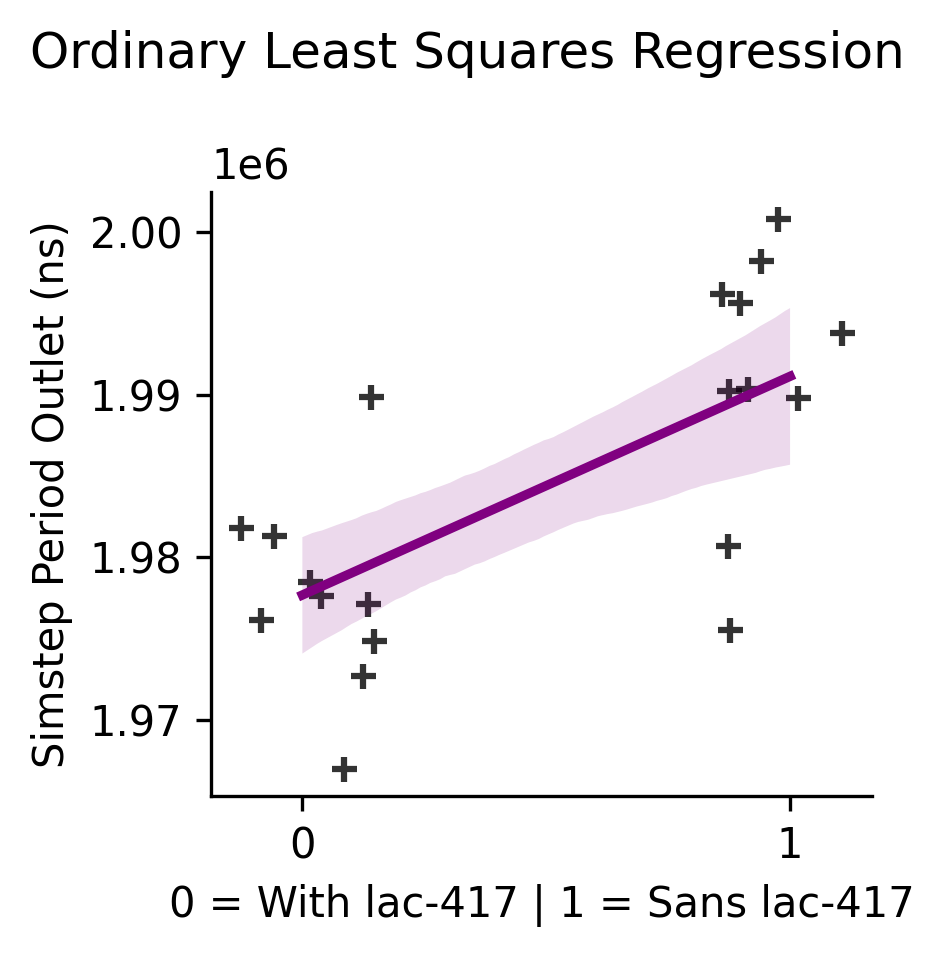 Ordinary Least Squares Regression
1e6
2.00
1.99
1.98
1.97
Simstep Period Outlet (ns)
0
1
0 = With lac-417 | 1 = Sans lac-417